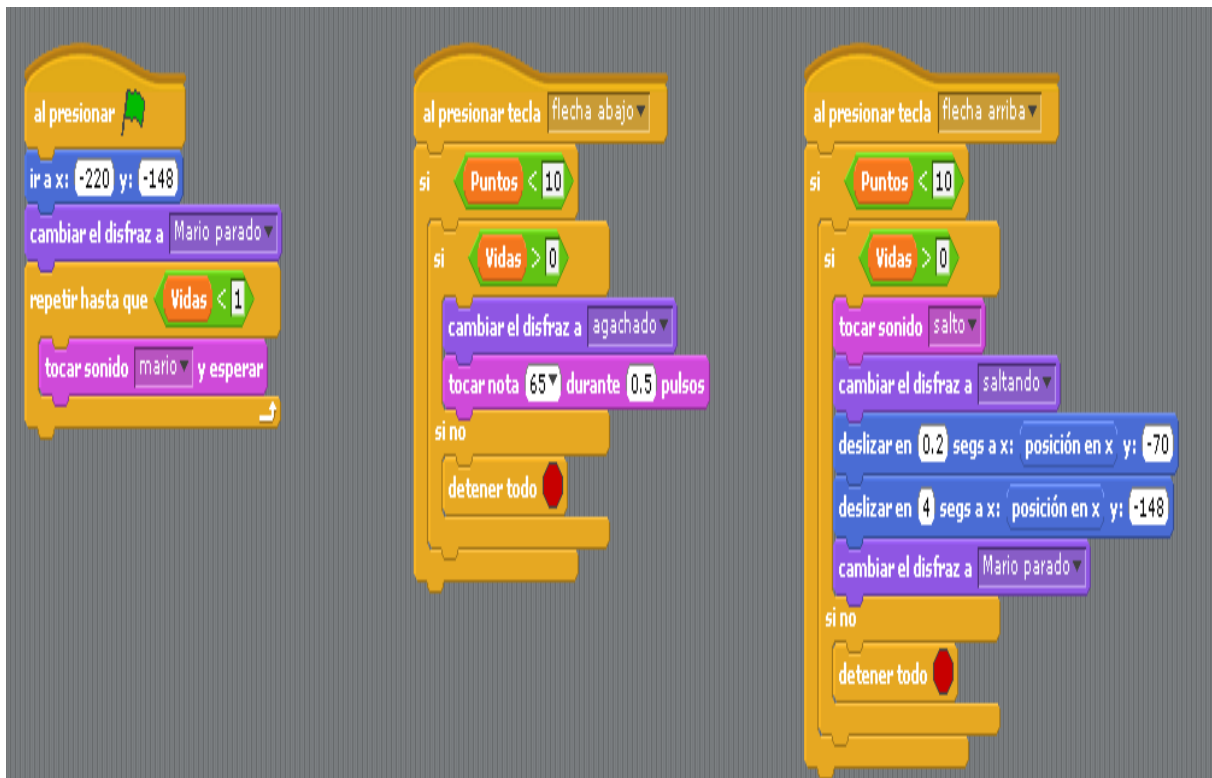 al presionar
ir a x: -220 y: -148
cambiar el disfraz a Mario parado
repetir hasta que Vidas < 1
tocar sonido mario y esperar
al presionar tecla flecha abajo
si Puntos < 10
si Vidas > 0
cambiar el disfraz a agachado
tocar nota 65 durante 0.5 pulsos
si no
detener todo
al presionar tecla flecha arriba
si Puntos < 10
si Vidas > 0
tocar sonido salto
cambiar el disfraz a saltando
deslizar en 0.2 segs a x: posición en x y: -70
deslizar en 4 segs a x: posición en x y: -148
cambiar el disfraz a Mario parado
si no
detener todo